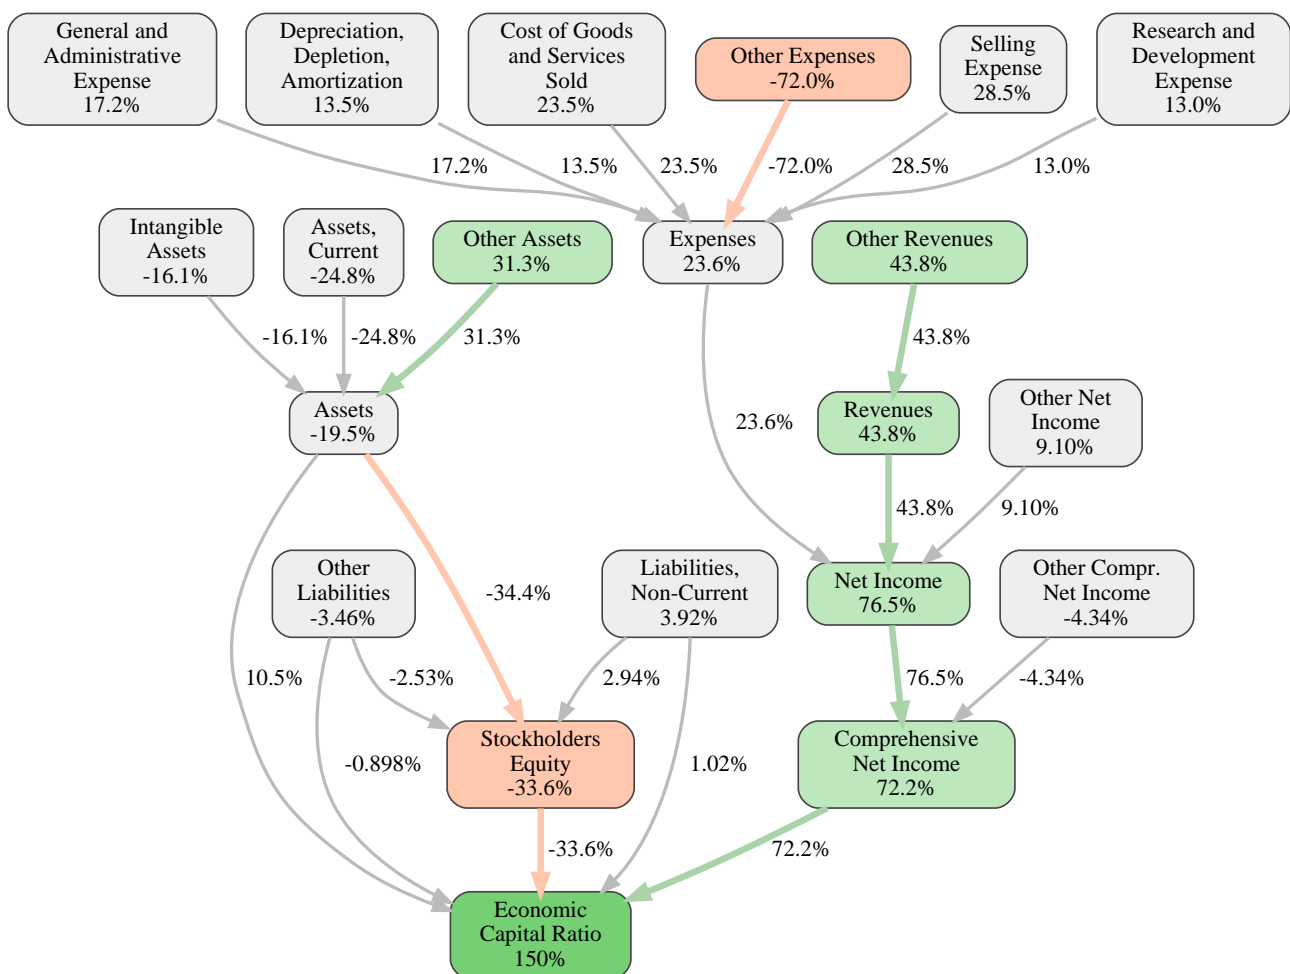 General and
Administrative
Expense
17.2%
Depreciation,
Depletion,
Amortization
13.5%
Cost of Goods
and Services
Sold
23.5%
Other Expenses
-72.0%
Selling
Expense
28.5%
Research and
Development
Expense
13.0%
17.2%
13.5%
23.5%
-72.0%
28.5%
13.0%
Intangible
Assets
-16.1%
Assets,
Current
-24.8%
Other Assets
31.3%
Expenses
23.6%
Other Revenues
43.8%
-16.1%
-24.8%
31.3%
43.8%
Assets
-19.5%
23.6%
Revenues
43.8%
Other Net
Income
9.10%
43.8%
9.10%
Other
Liabilities
-3.46%
-34.4%
Liabilities,
Non-Current
3.92%
Net Income
76.5%
Other Compr.
Net Income
-4.34%
10.5%
-2.53%
2.94%
76.5%
-4.34%
-0.898%
Stockholders
Equity
-33.6%
1.02%
Comprehensive
Net Income
72.2%
-33.6%
72.2%
Economic
Capital Ratio
150%